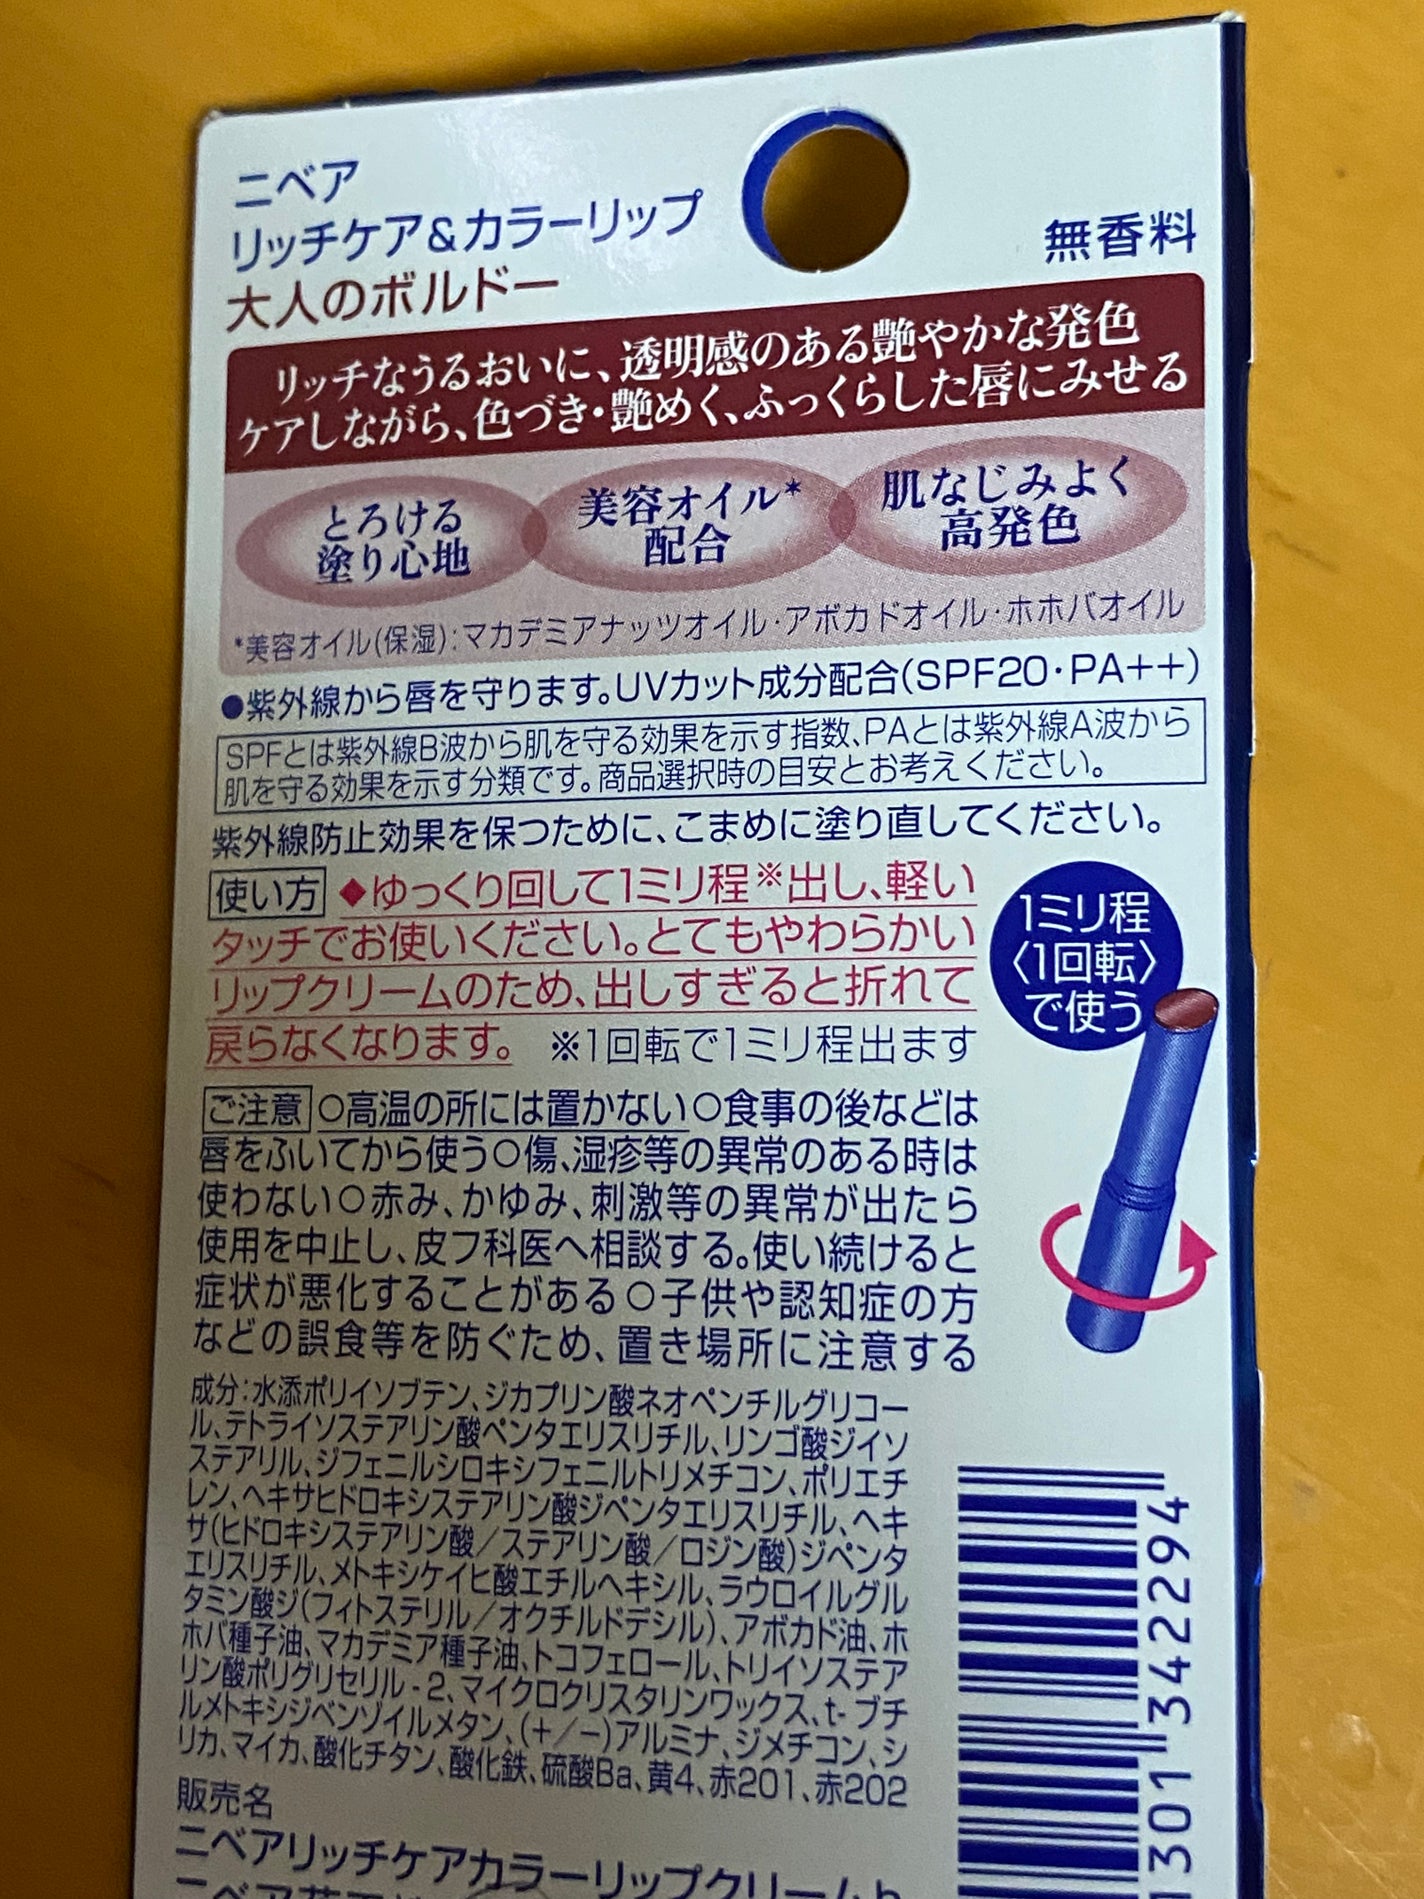 ニベア
リッチケア&カラーリップ
大人のボルドー
無香料
リッチなうるおいに、透明感のある艶やかな発色
ケアしながら、色づき・艶めく、ふっくらした唇にみせる
とろける
塗り心地
美容オイル*
配合
肌なじみよく
高発色
*美容オイル(保湿):マカデミアナッツオイル・アボカドオイル・ホホバオイル
●紫外線から唇を守ります。UVカット成分配合(SPF20・PA++)
SPFとは紫外線B波から肌を守る効果を示す指数、PAとは紫外線A波から
肌を守る効果を示す分類です。商品選択時の目安とお考えください。
紫外線防止効果を保つために、こまめに塗り直してください。
使い方 ◆ゆっくり回して1ミリ程※出し、軽い
タッチでお使いください。とてもやわらかい
リップクリームのため、出しすぎると折れて
戻らなくなります。 ※1回転で1ミリ程出ます
1ミリ程
〈1回転〉
で使う
ご注意 ○高温の所には置かない○食事の後などは
唇をふいてから使う○傷、湿疹等の異常のある時は
使わない○赤み、かゆみ、刺激等の異常が出たら
使用を中止し、皮フ科医へ相談する。使い続けると
症状が悪化することがある○子供や認知症の方
などの誤食等を防ぐため、置き場所に注意する
成分:水添ポリイソブテン、ジカプリン酸ネオペンチルグリコー
ル、テトライソステアリン酸ペンタエリスリチル、リンゴ酸ジイソ
ステアリル、ジフェニルシロキシフェニルトリメチコン、ポリエチ
レン、ヘキサヒドロキシステアリン酸ジペンタエリスリチル、ヘキ
サ(ヒドロキシステアリン酸/ステアリン酸/ロジン酸)ジペンタ
エリスリチル、メトキシケイヒ酸エチルヘキシル、ラウロイルグル
タミン酸ジ(フィトステリル/オクチルドデシル)、アボカド油、ホ
ホバ種子油、マカデミア種子油、トコフェロール、トリイソステア
リン酸ポリグリセリル-2、マイクロクリスタリンワックス、t-ブチ
ルメトキシジベンゾイルメタン、(+/-)アルミナ、ジメチコン、シ
リカ、マイカ、酸化チタン、酸化鉄、硫酸Ba、黄4、赤201、赤202
販売名
ニベアリッチケアカラーリップクリームb
301 342294